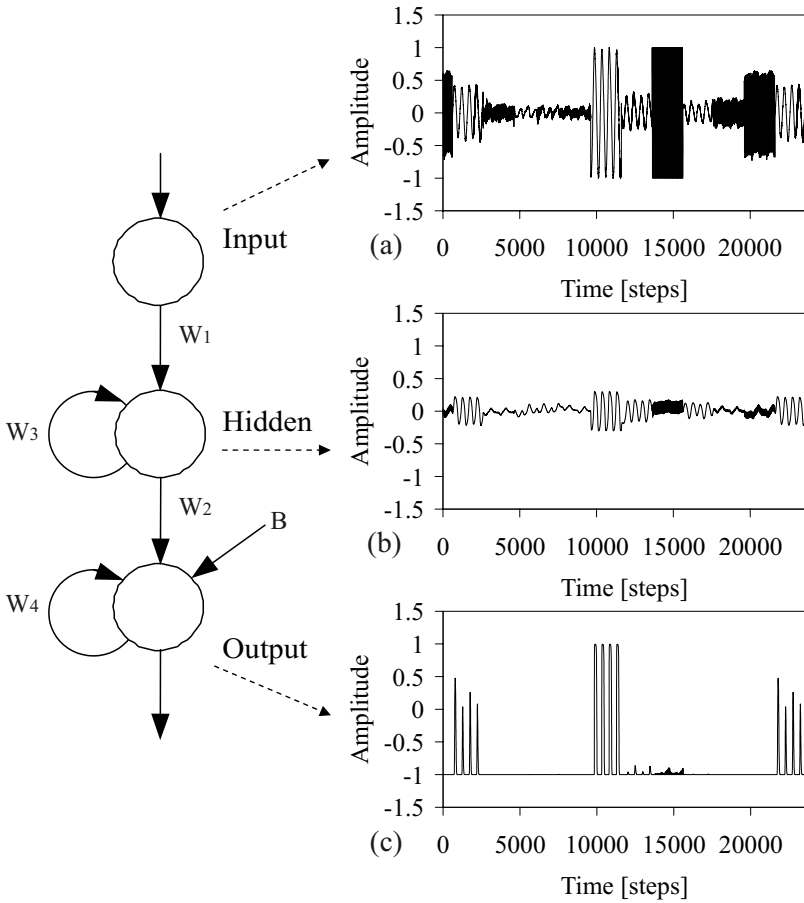 Input
W1
W3
Hidden
W2
B
W4
Output
1.5
1
0.5
0
-0.5
-1
-1.5
Amplitude
0 5000 10000 15000 20000
(a)
Time [steps]
1.5
1
0.5
0
-0.5
-1
-1.5
Amplitude
0 5000 10000 15000 20000
(b)
Time [steps]
1.5
1
0.5
0
-0.5
-1
-1.5
Amplitude
0 5000 10000 15000 20000
(c)
Time [steps]